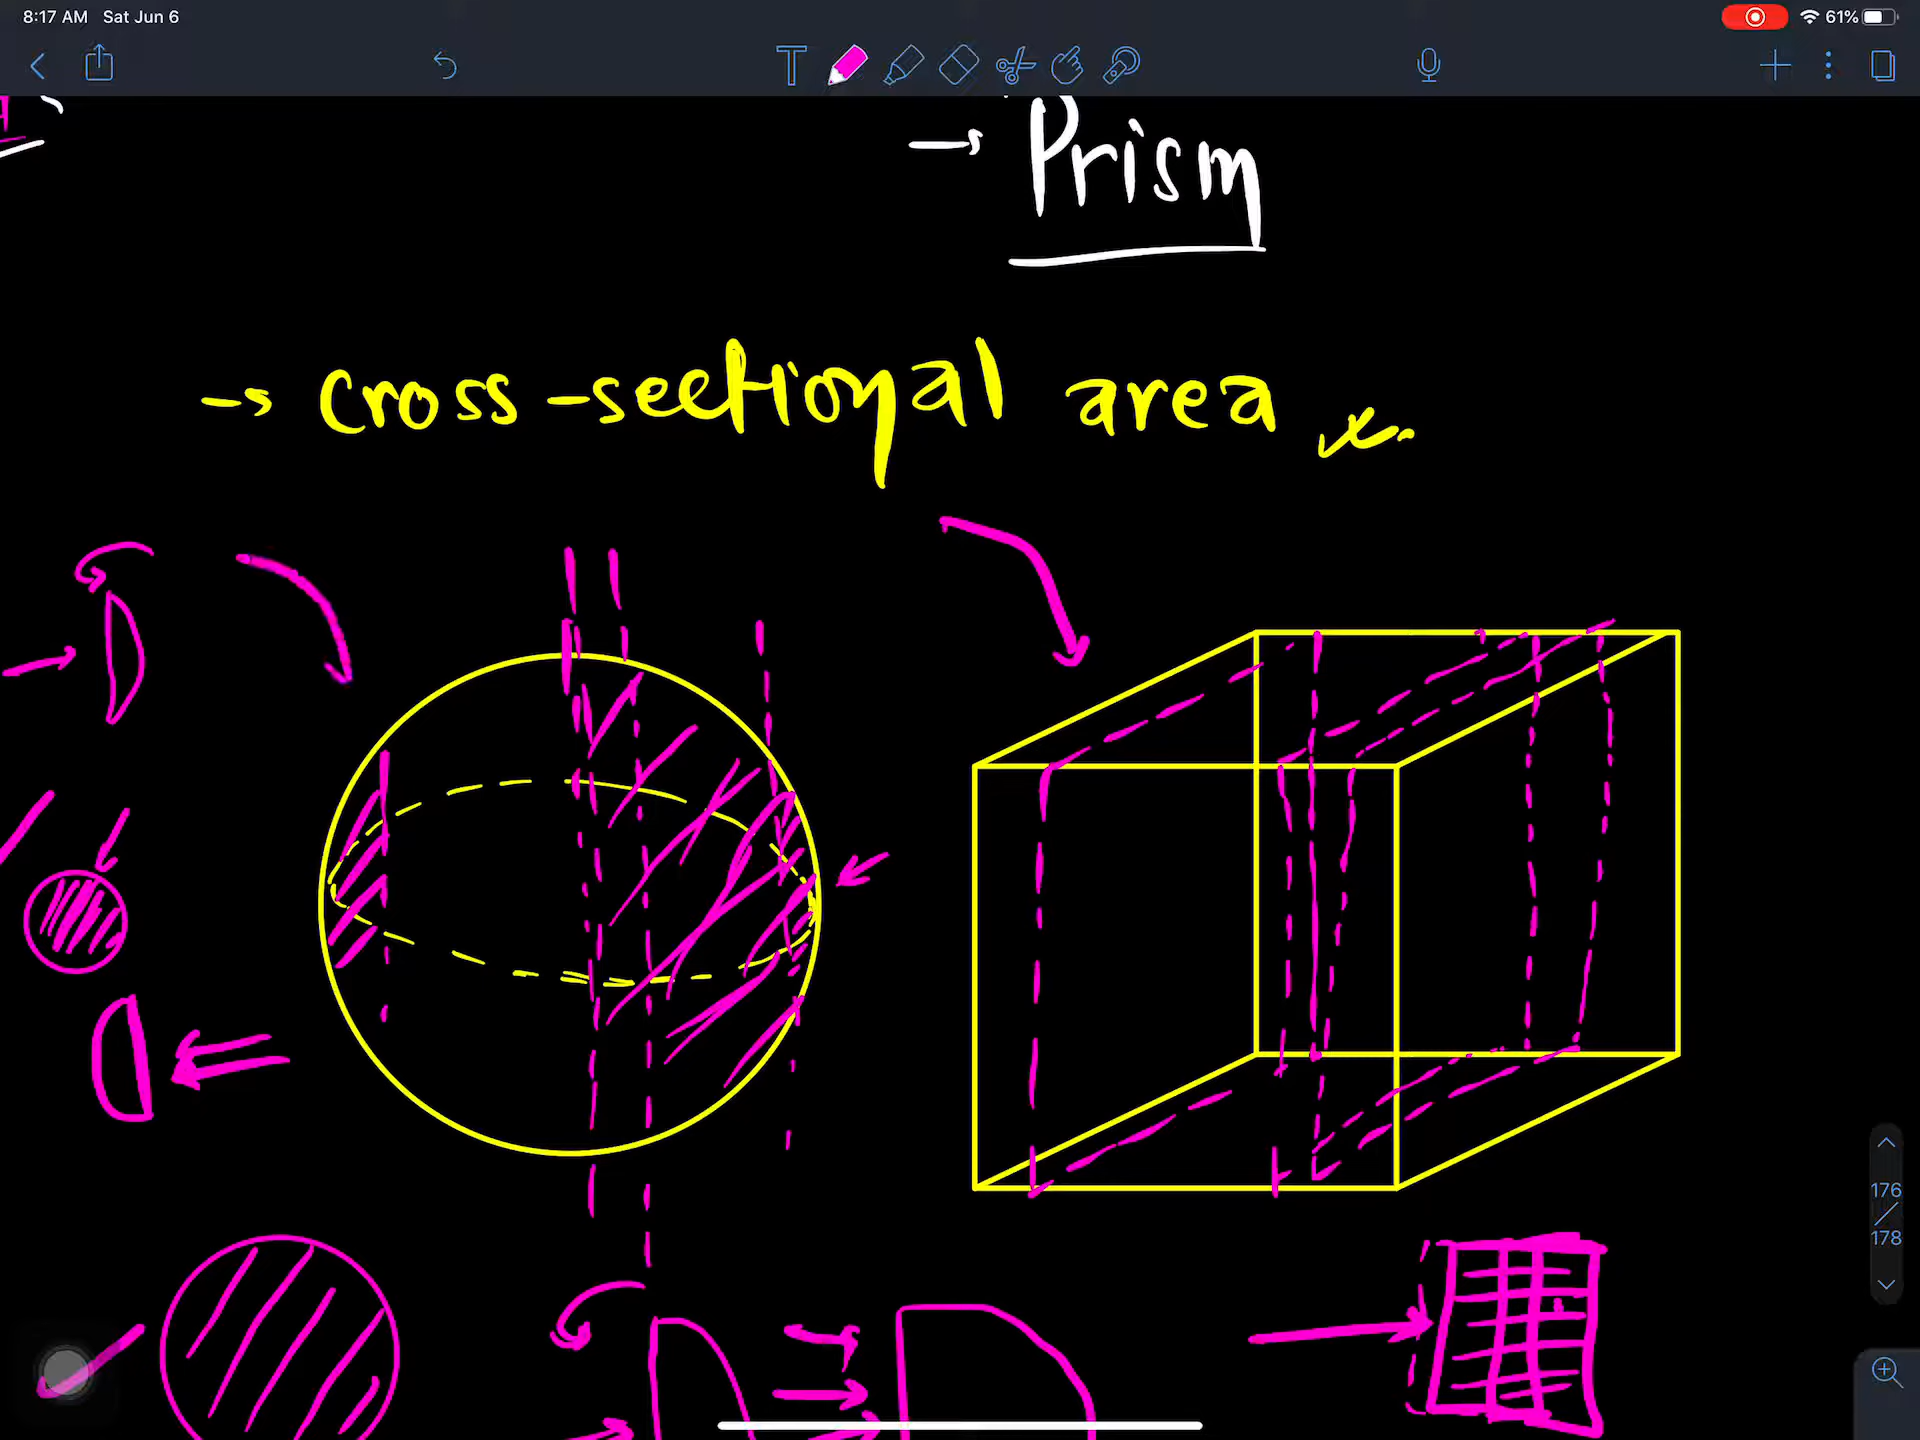 8:17 AM Sat Jun 6
61%
T
→ Prism
→ cross-sectional area
176
/
178